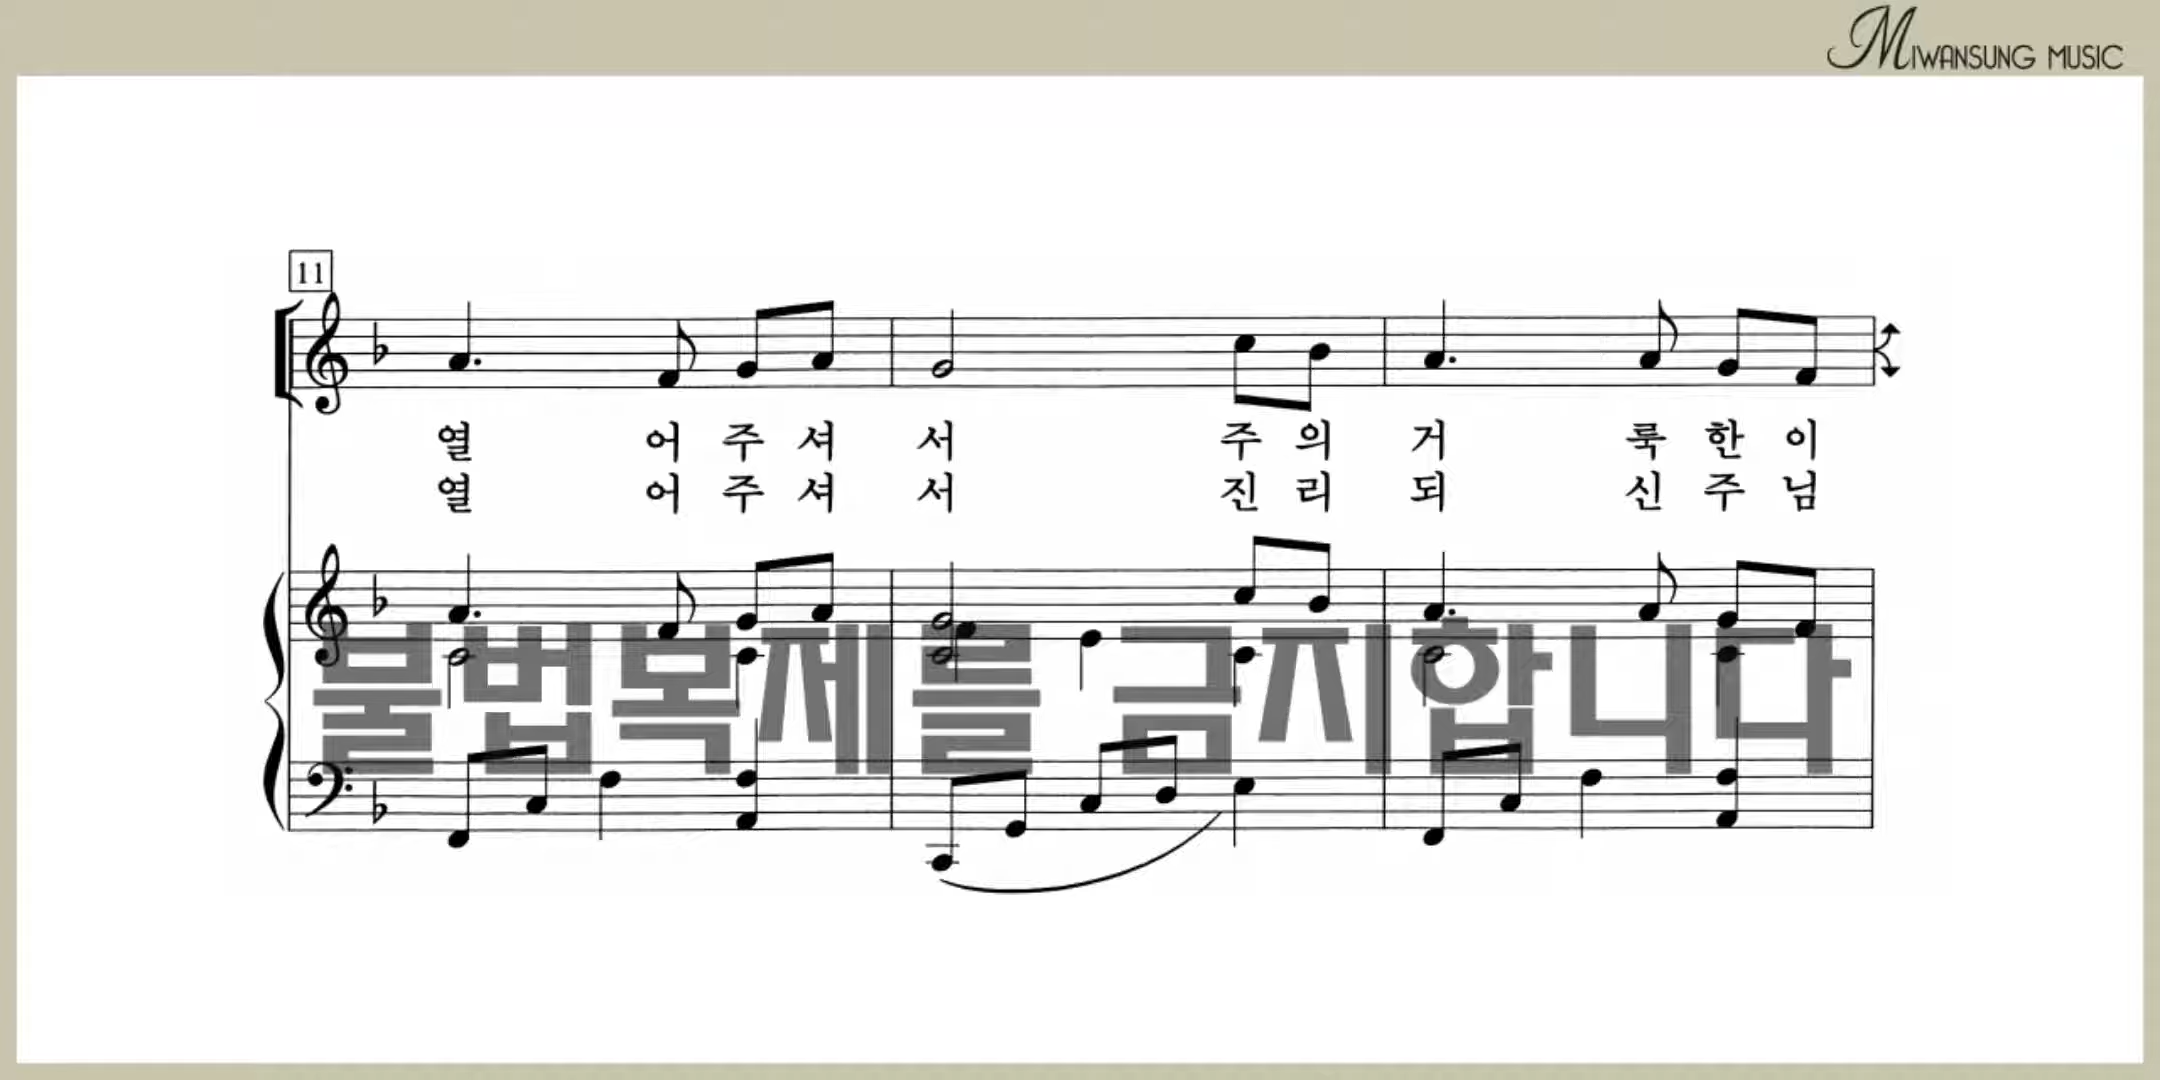 MIWANSUNG MUSIC
11
열 어 주 셔 서 주 의 거 룩 한 이
열 어 주 셔 서 진 리 되 신 주 님
불법복제를 금지합니다